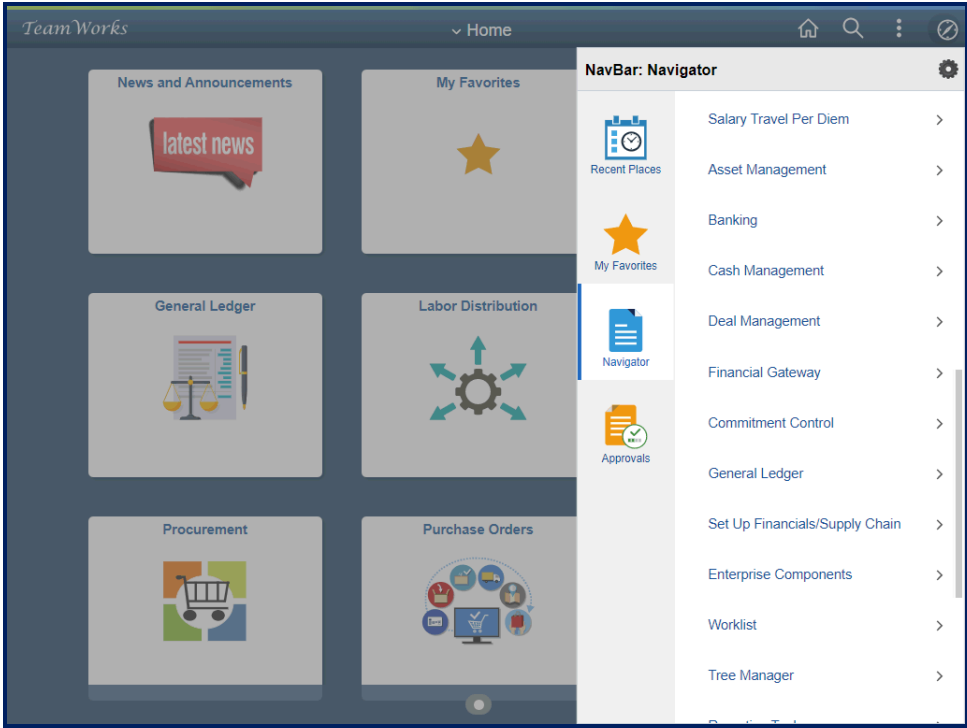 TeamWorks
Home
NavBar: Navigator
News and Announcements
latest news
My Favorites
General Ledger
Labor Distribution
Procurement
Purchase Orders
Recent Places
My Favorites
Navigator
Approvals
Salary Travel Per Diem
Asset Management
Banking
Cash Management
Deal Management
Financial Gateway
Commitment Control
General Ledger
Set Up Financials/Supply Chain
Enterprise Components
Worklist
Tree Manager